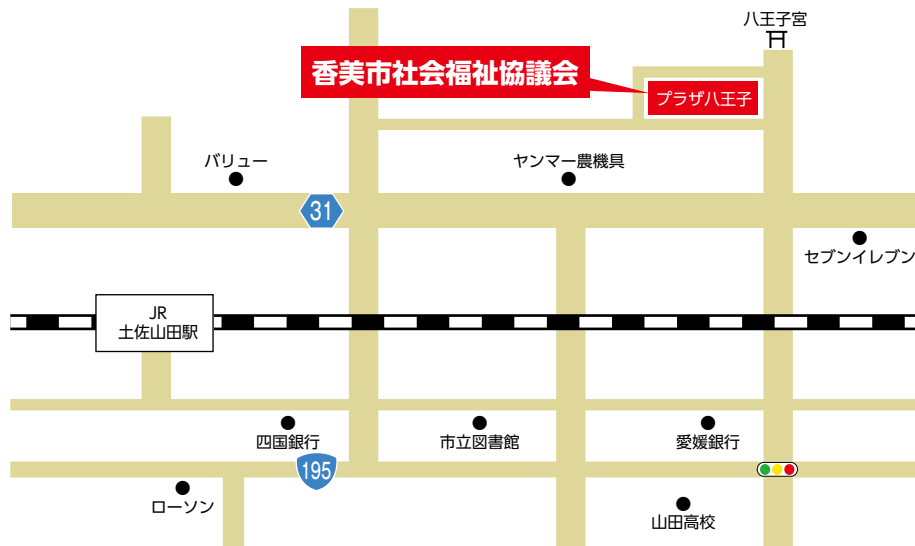 八王子宮
香美市社会福祉協議会
プラザ八王子
バリュー
ヤンマー農機具
31
セブンイレブン
JR
土佐山田駅
四国銀行
市立図書館
愛媛銀行
195
ローソン
山田高校